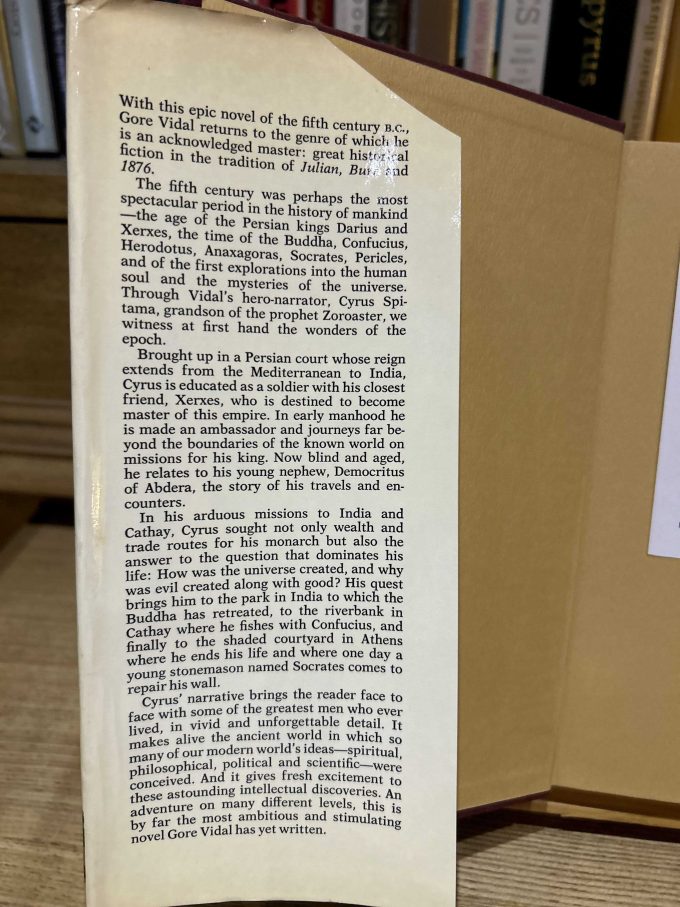 With this epic novel of the fifth century B.C.,
Gore Vidal returns to the genre of which he
is an acknowledged master: great historical
fiction in the tradition of Julian, Burr and
1876.
The fifth century was perhaps the most
spectacular period in the history of mankind
—the age of the Persian kings Darius and
Xerxes, the time of the Buddha, Confucius,
Herodotus, Anaxagoras, Socrates, Pericles,
and of the first explorations into the human
soul and the mysteries of the universe.
Through Vidal's hero-narrator, Cyrus Spi-
tama, grandson of the prophet Zoroaster, we
witness at first hand the wonders of the
epoch.
Brought up in a Persian court whose reign
extends from the Mediterranean to India,
Cyrus is educated as a soldier with his closest
friend, Xerxes, who is destined to become
master of this empire. In early manhood he
is made an ambassador and journeys far be-
yond the boundaries of the known world on
missions for his king. Now blind and aged,
he relates to his young nephew, Democritus
of Abdera, the story of his travels and en-
counters.
In his arduous missions to India and
Cathay, Cyrus sought not only wealth and
trade routes for his monarch but also the
answer to the question that dominates his
life: How was the universe created, and why
was evil created along with good? His quest
brings him to the park in India to which the
Buddha has retreated, to the riverbank in
Cathay where he fishes with Confucius, and
finally to the shaded courtyard in Athens
where he ends his life and where one day a
young stonemason named Socrates comes to
repair his wall.
Cyrus' narrative brings the reader face to
face with some of the greatest men who ever
lived, in vivid and unforgettable detail. It
makes alive the ancient world in which so
many of our modern world's ideas—spiritual,
philosophical, political and scientific—were
conceived. And it gives fresh excitement to
these astounding intellectual discoveries. An
adventure on many different levels, this is
by far the most ambitious and stimulating
novel Gore Vidal has yet written.